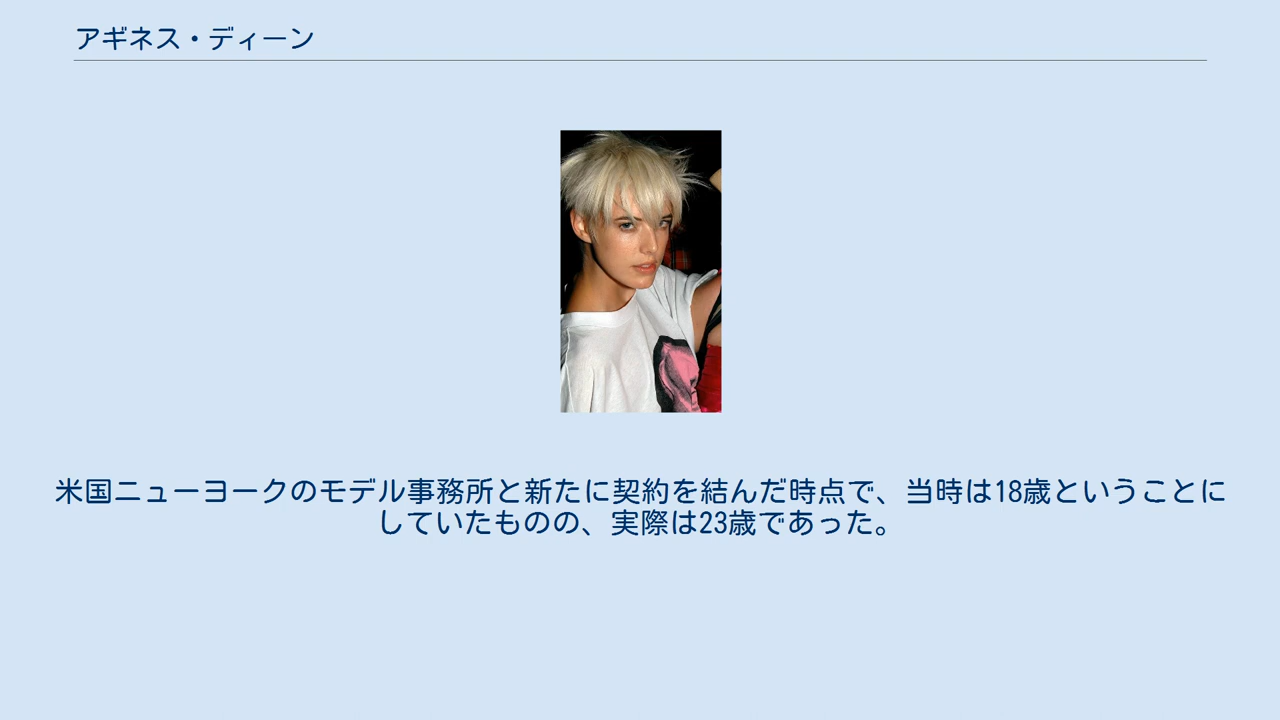 アギネス・ディーン
米国ニューヨークのモデル事務所と新たに契約を結んだ時点で、当時は18歳ということに
していたものの、実際は23歳であった。